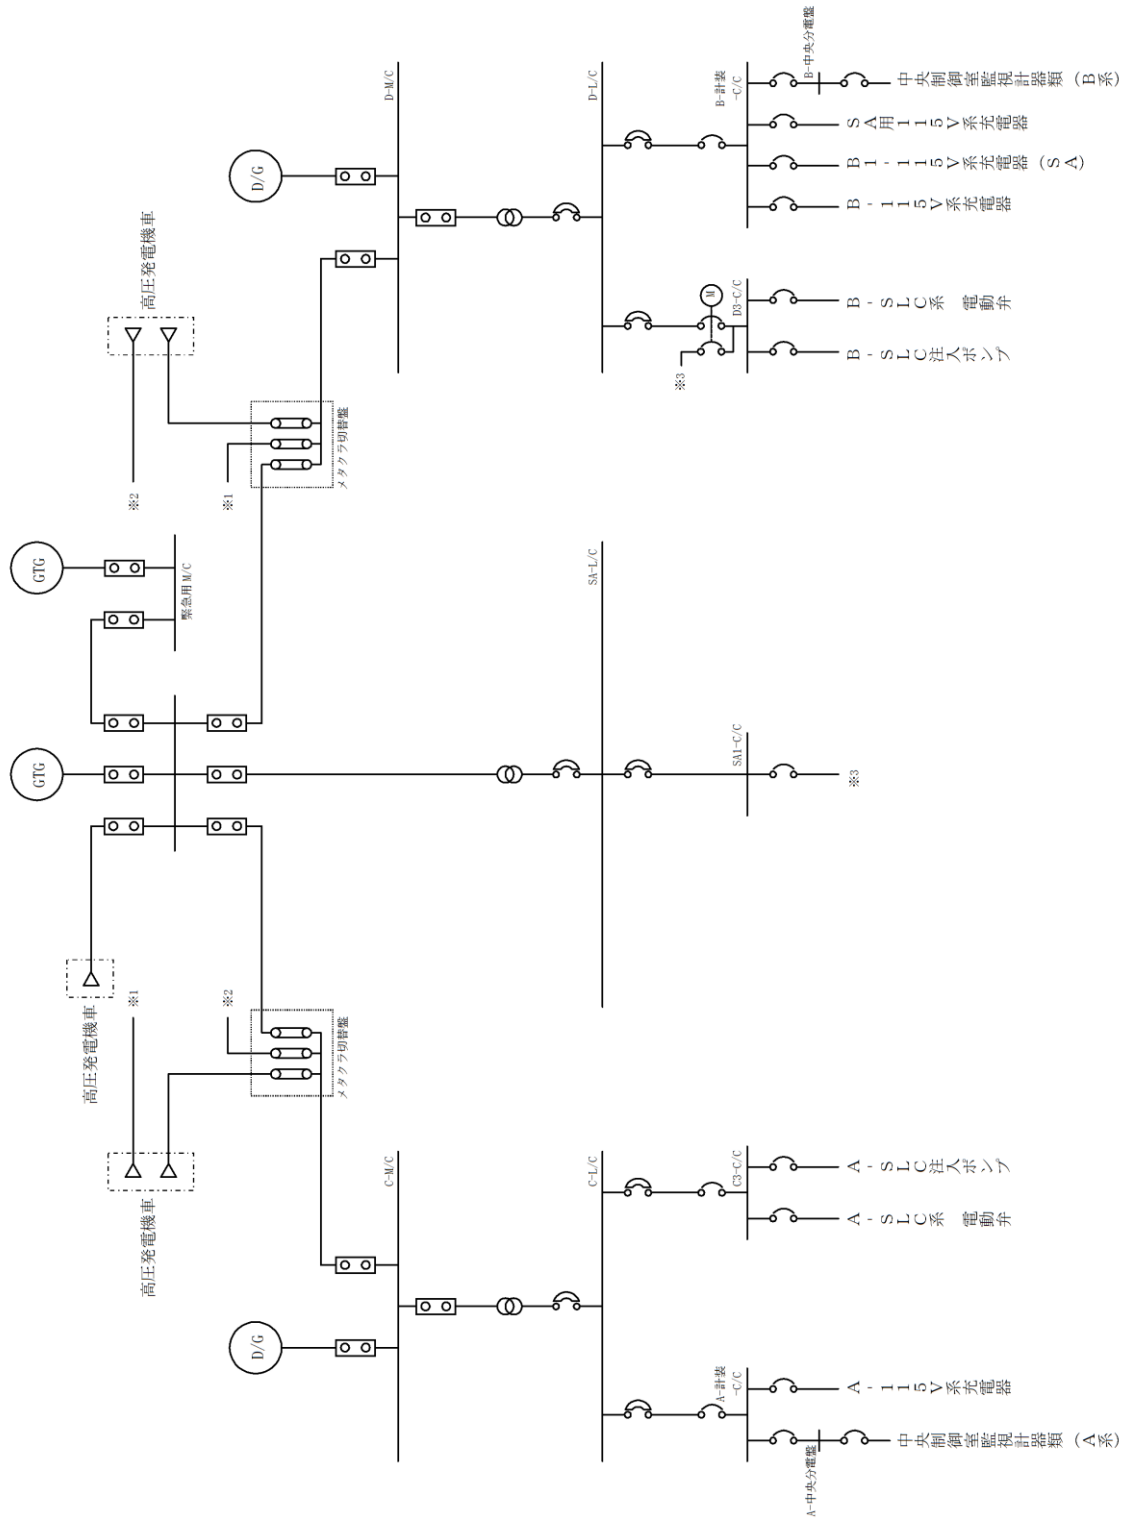 高圧発電機車
D/G
※1
メタクラ切替盤
※2
C-M/C
C-L/C
A-計装
-C/C
A-中央分電盤
中央制御室監視計器類（A系）
A-115V系充電器
C3-C/C
A-SLC系 電動弁
A-SLC注入ポンプ
高圧発電機車
GTG
SA-L/C
SA1-C/C
※3
GTG
緊急用 M/C
高圧発電機車
※2
※1
メタクラ切替盤
D/G
D-M/C
D-L/C
※3
M
D3-C/C
B-SLC注入ポンプ
B-SLC系 電動弁
B-計装
-C/C
B-115V系充電器
B1-115V系充電器（SA）
SA用115V系充電器
B-中央分電盤
中央制御室監視計器類（B系）